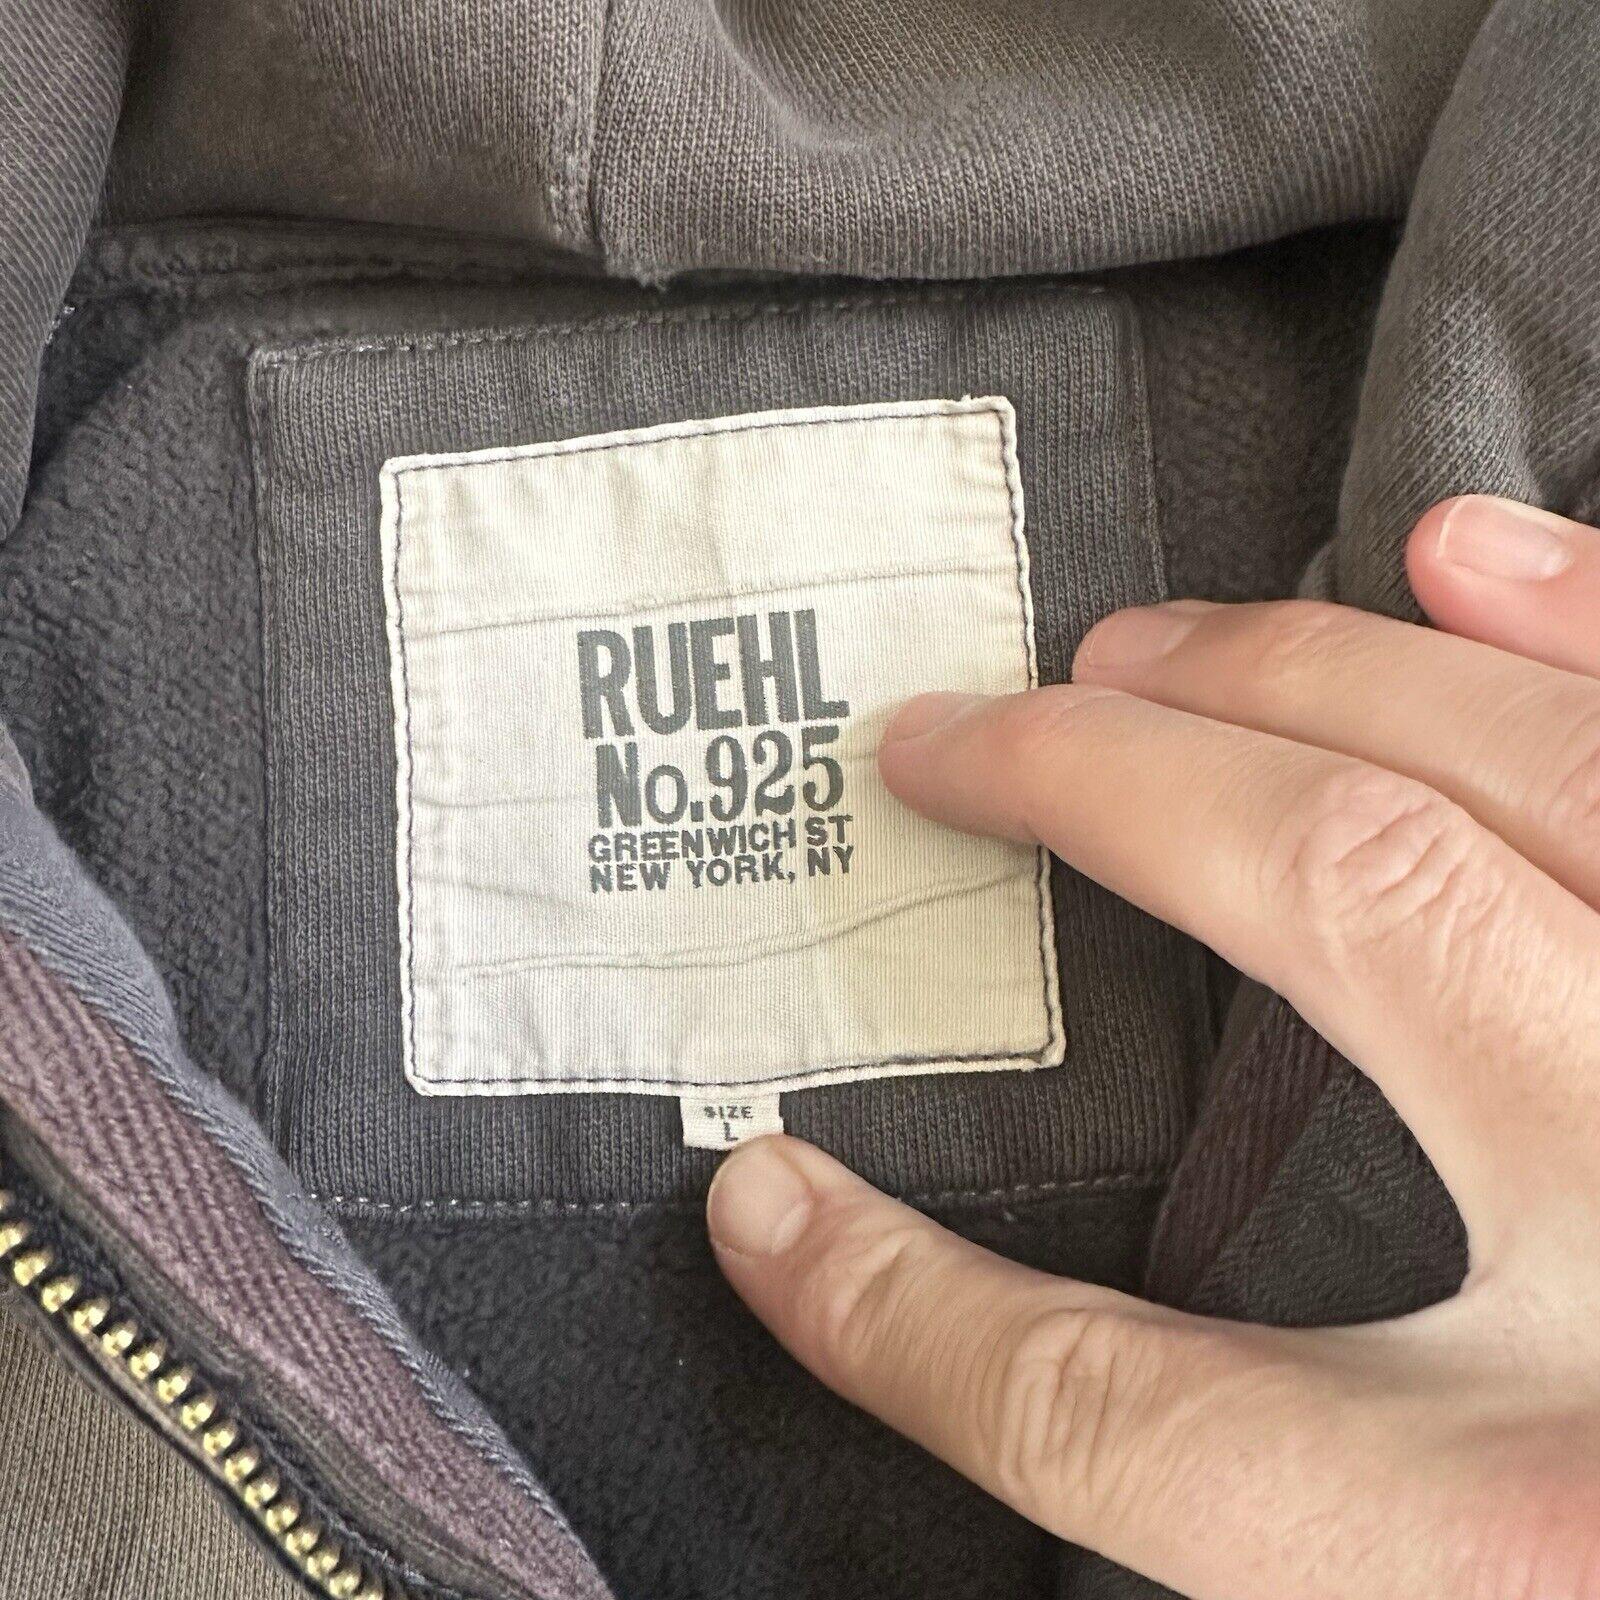 RUEHL
No.925
GREENWICH ST
NEW YORK, NY
SIZE
L